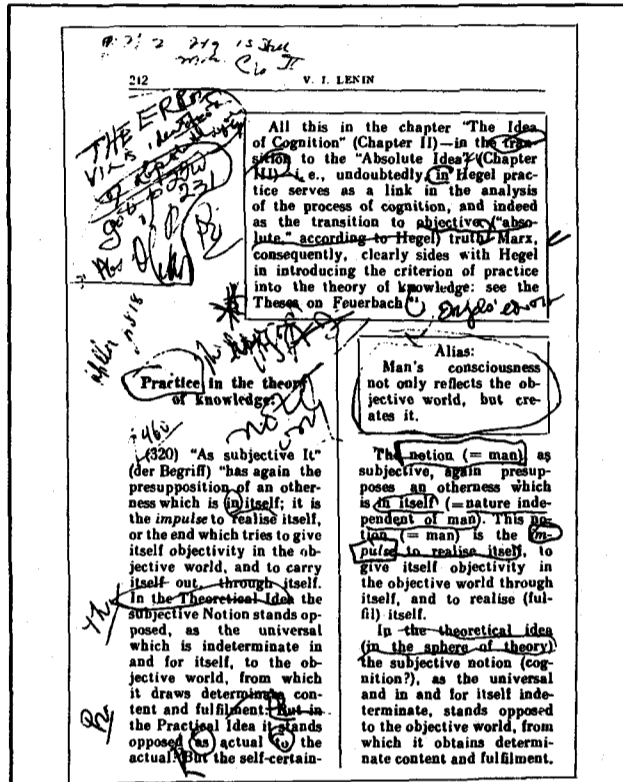 212
V. I. LENIN
THE ERROR
231
All this in the chapter "The Idea
of Cognition" (Chapter II)—in the tran-
sition to the "Absolute Idea" (Chapter
III)—i.e., undoubtedly, in Hegel prac-
tice serves as a link in the analysis
of the process of cognition, and indeed
as the transition to objective ("abso-
lute," according to Hegel) truth. Marx,
consequently, clearly sides with Hegel
in introducing the criterion of practice
into the theory of knowledge: see the
Theses on Feuerbach.
Engels' error
Practice in the theory
of knowledge:
not
only
Alias:
Man's consciousness
not only reflects the ob-
jective world, but cre-
ates it.
460
(320) "As subjective It"
(der Begriff) "has again the
presupposition of an other-
ness which is in itself; it is
the impulse to realise itself,
or the end which tries to give
itself objectivity in the ob-
jective world, and to carry
itself out, through itself.
In the Theoretical Idea the
subjective Notion stands op-
posed, as the universal
which is indeterminate in
and for itself, to the ob-
jective world, from which
it draws determinate con-
tent and fulfilment. But in
the Practical Idea it stands
opposed as actual to the
actual. But the self-certain-
The notion (= man), as
subjective, again presup-
poses an otherness which
is in itself (= nature inde-
pendent of man). This no-
tion (= man) is the im-
pulse to realise itself, to
give itself objectivity in
the objective world through
itself, and to realise (ful-
fil) itself.
In the theoretical idea
(in the sphere of theory)
the subjective notion (cog-
nition?), as the universal
and in and for itself inde-
terminate, stands opposed
to the objective world, from
which it obtains determi-
nate content and fulfilment.